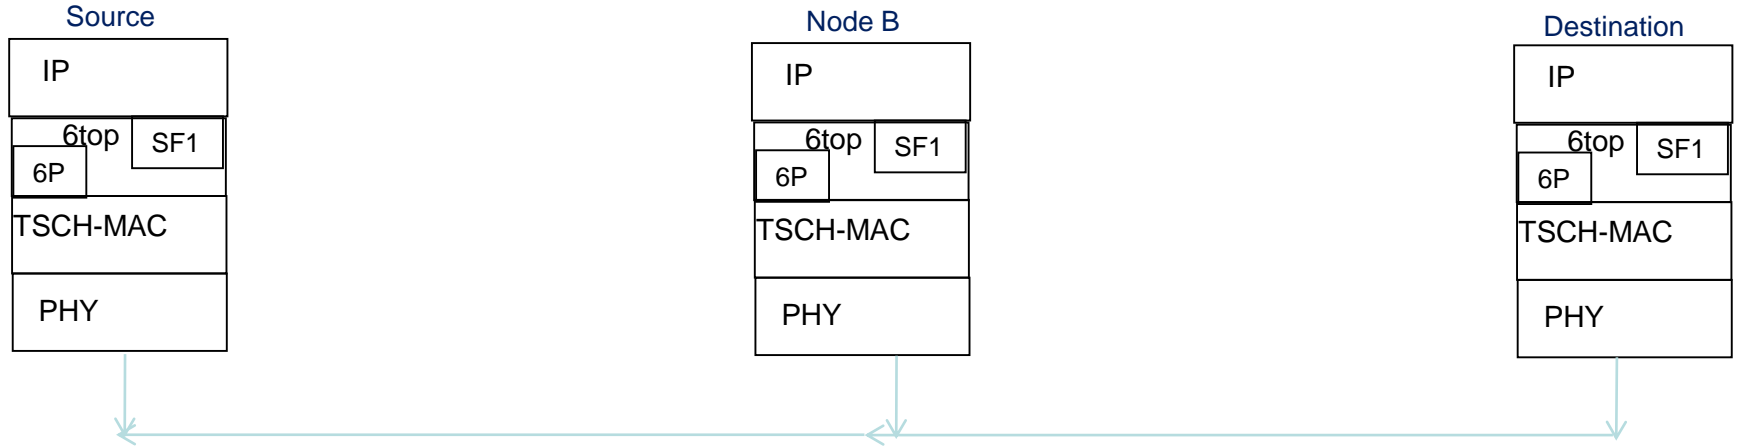 Source
IP
6top
SF1
6P
TSCH-MAC
PHY
Node B
IP
6top
SF1
6P
TSCH-MAC
PHY
Destination
IP
6top
SF1
6P
TSCH-MAC
PHY